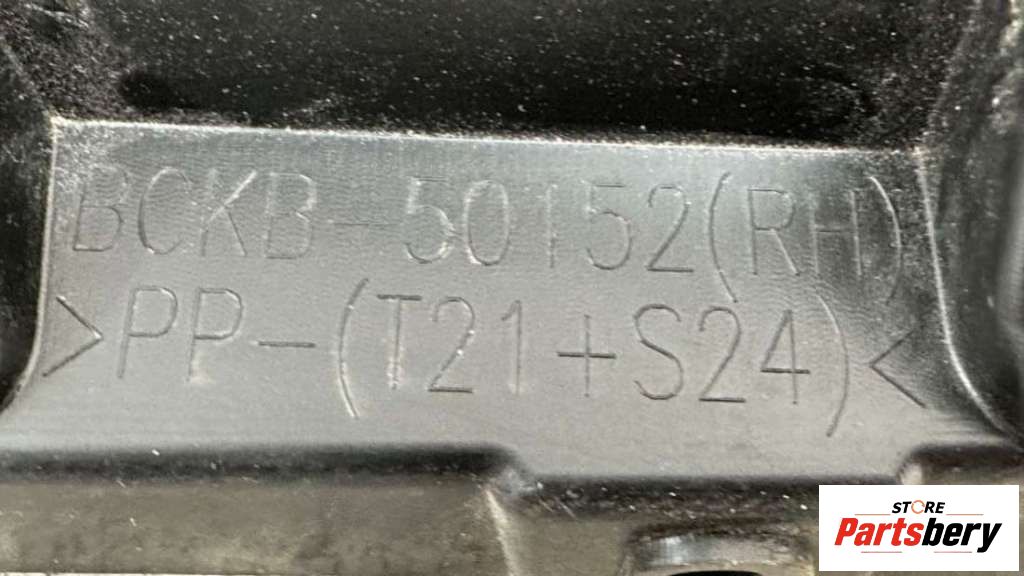 BCKB-50152(RH)
>PP-(T21+S24)<
STORE
Partsbery